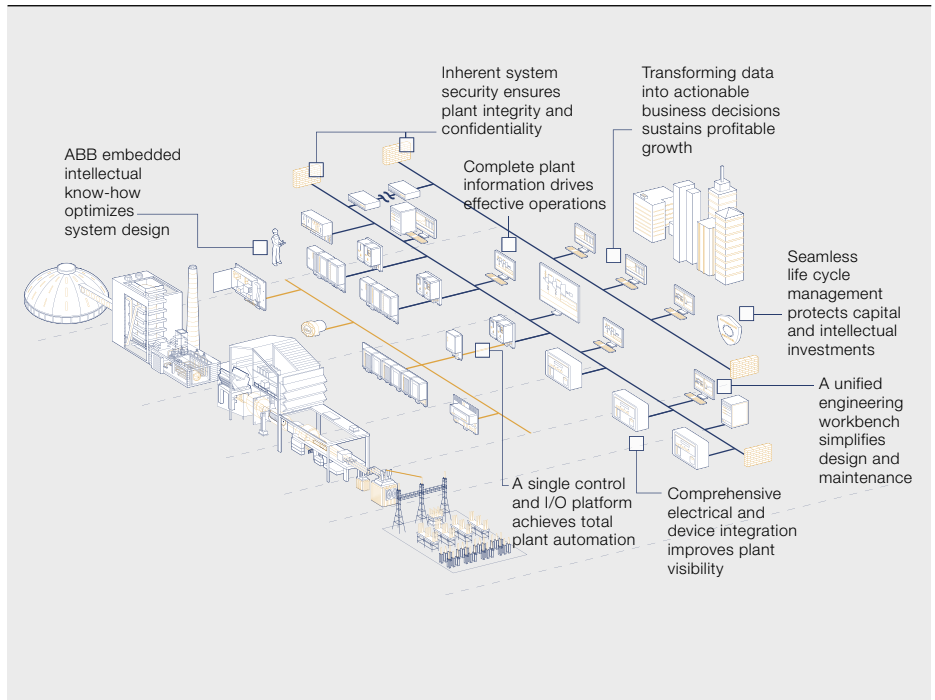 Inherent system
security ensures
plant integrity and
confidentiality
Transforming data
into actionable
business decisions
sustains profitable
growth
ABB embedded
intellectual
know-how
optimizes
system design
Complete plant
information drives
effective operations
Seamless
life cycle
management
protects capital
and intellectual
investments
A unified
engineering
workbench
simplifies
design and
maintenance
A single control
and I/O platform
achieves total
plant automation
Comprehensive
electrical and
device integration
improves plant
visibility